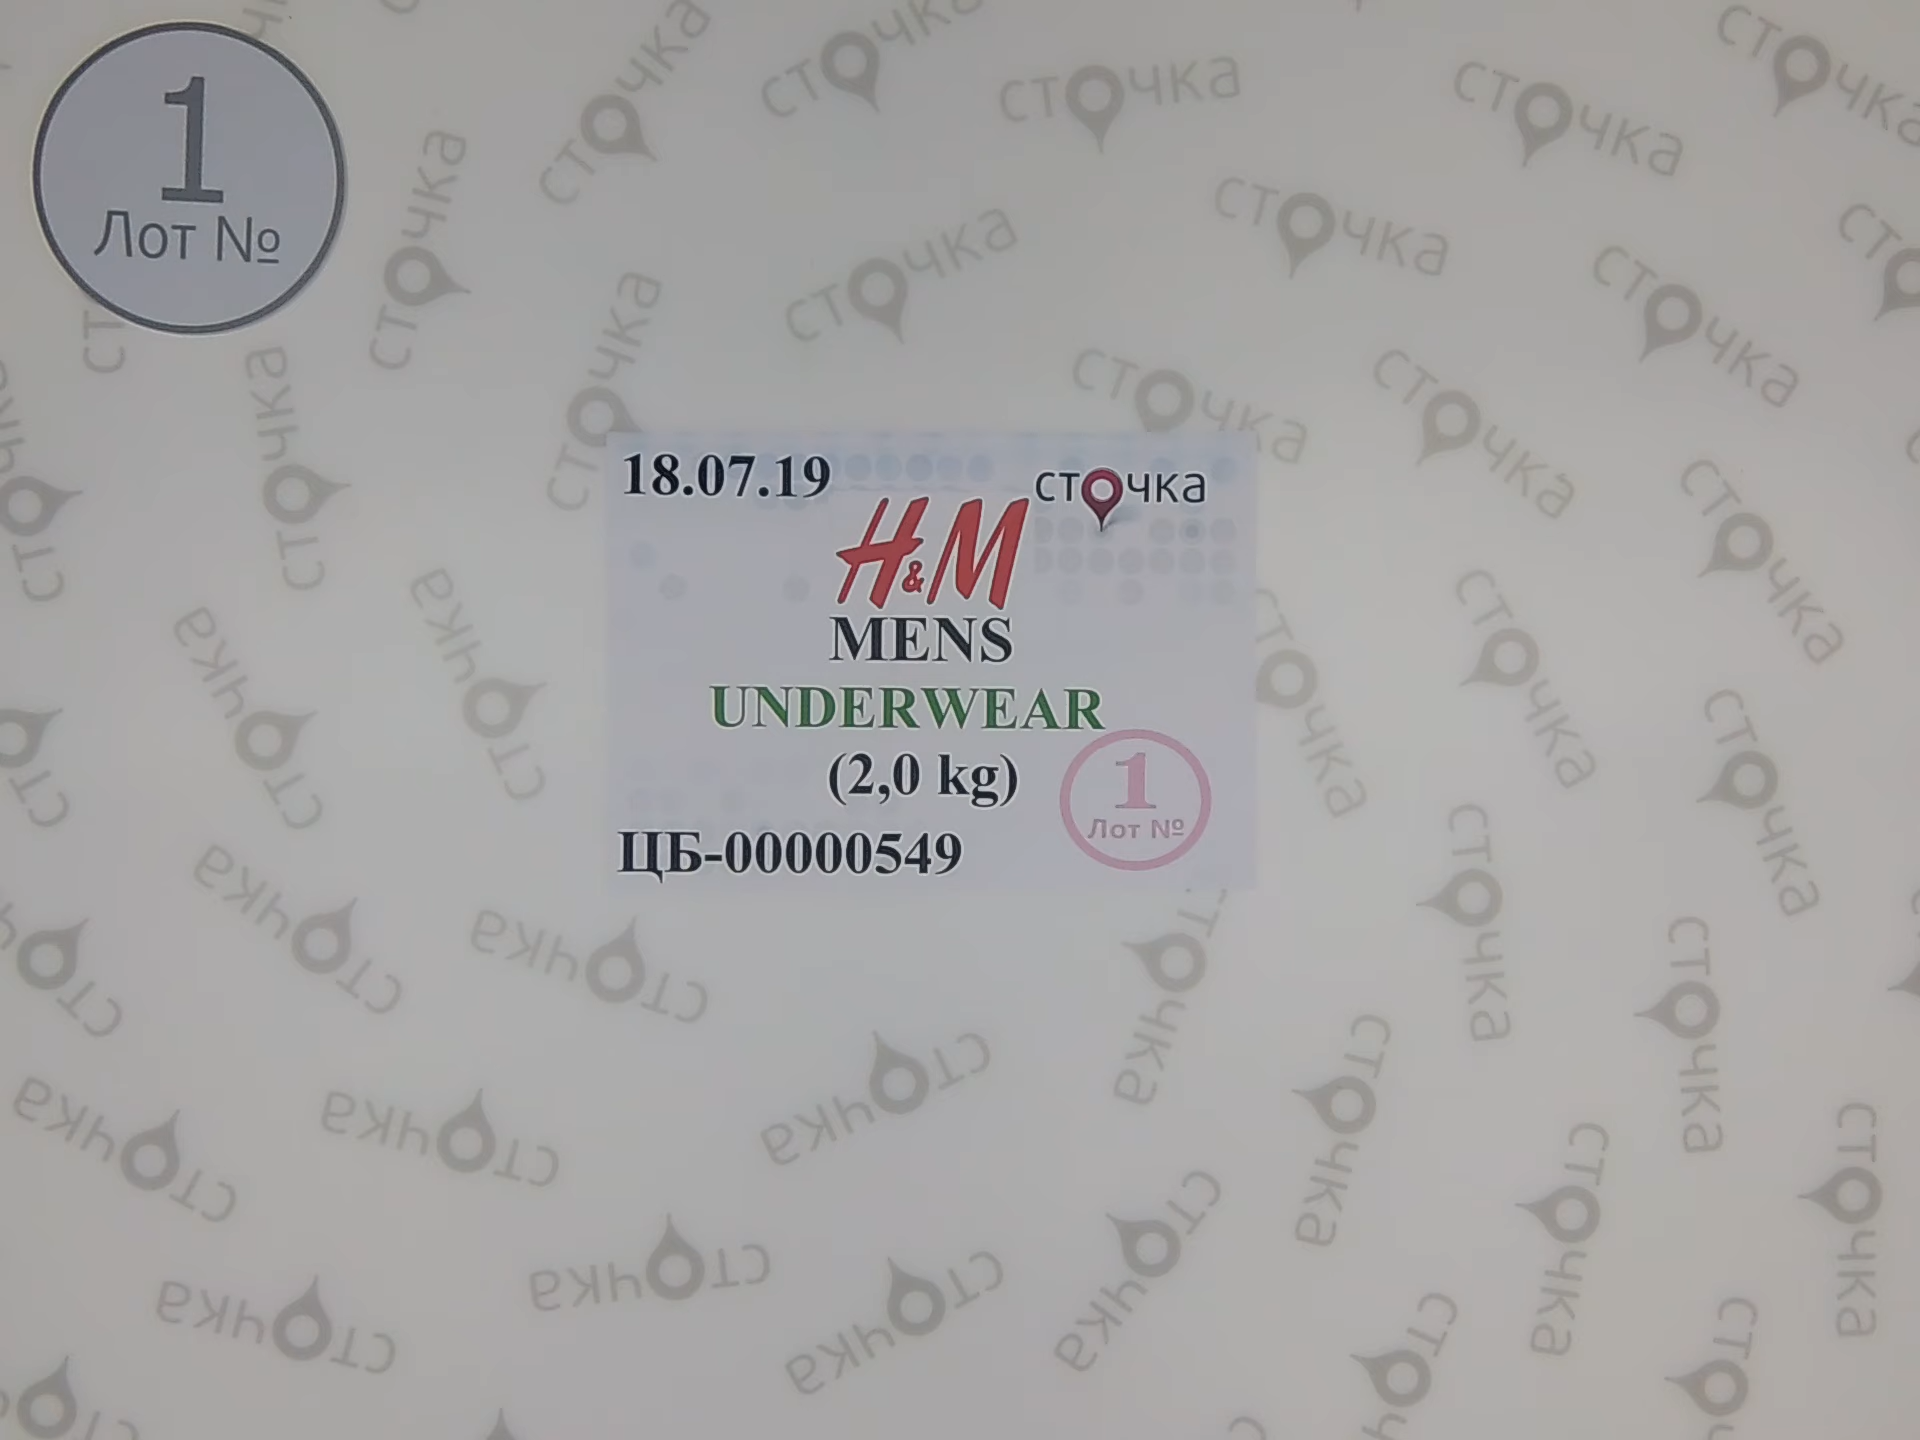 1
Лот №
18.07.19
сточка
H&M
MENS
UNDERWEAR
(2,0 kg)
1
Лот №
ЦБ-00000549